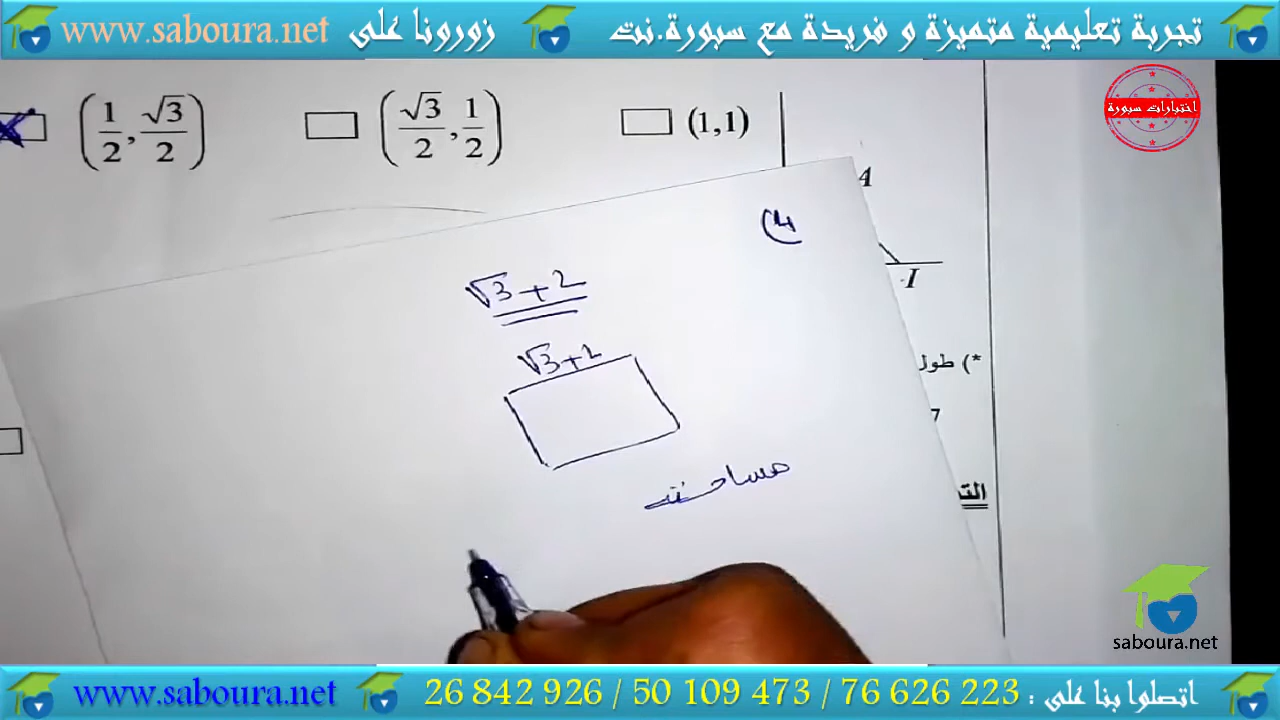 تجربة تعليمية متميزة و فريدة مع سبورة.نت زورونا على www.saboura.net
اختبارات سبورة
(1/2, √3/2) (√3/2, 1/2) (1,1)
A
I
4)
√3+2
√3+2
*) طول
7
مساحته
saboura.net
اتصلوا بنا على : 26 842 926 / 50 109 473 / 76 626 223 www.saboura.net